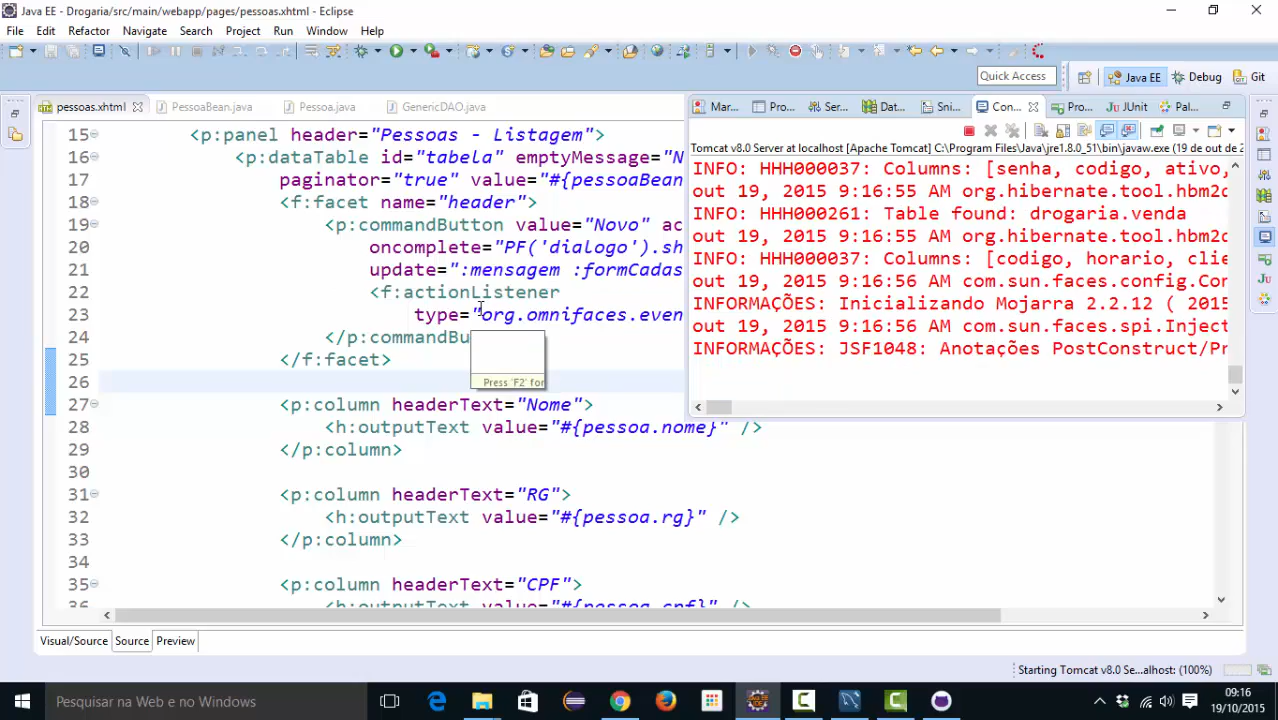 Java EE - Drogaria/src/main/webapp/pages/pessoas.xhtml - Eclipse
File Edit Refactor Navigate Search Project Run Window Help
Quick Access Java EE Debug Git
pessoas.xhtml PessoaBean.java Pessoa.java GenericDAO.java
15 <p:panel header="Pessoas - Listagem">
16 <p:dataTable id="tabela" emptyMessage="N
17 paginator="true" value="#{pessoaBean
18 <f:facet name="header">
19 <p:commandButton value="Novo" ac
20 oncomplete="PF('dialogo').sh
21 update=":mensagem :formCadas
22 <f:actionListener
23 type="org.omnifaces.even
24 </p:commandBu
25 </f:facet>
26
27 <p:column headerText="Nome">
28 <h:outputText value="#{pessoa.nome}" />
29 </p:column>
30
31 <p:column headerText="RG">
32 <h:outputText value="#{pessoa.rg}" />
33 </p:column>
34
35 <p:column headerText="CPF">
36 <h:outputText value="#{pessoa.cpf}" />
Press 'F2' for
Mar... Pro... Ser... Dat... Sni... Con... Pro... JUnit Pal...
Tomcat v8.0 Server at localhost [Apache Tomcat] C:\Program Files\Java\jre1.8.0_51\bin\javaw.exe (19 de out de 2
INFO: HHH000037: Columns: [senha, codigo, ativo,
out 19, 2015 9:16:55 AM org.hibernate.tool.hbm2d
INFO: HHH000261: Table found: drogaria.venda
out 19, 2015 9:16:55 AM org.hibernate.tool.hbm2d
INFO: HHH000037: Columns: [codigo, horario, clie
out 19, 2015 9:16:56 AM com.sun.faces.config.Con
INFORMAÇÕES: Inicializando Mojarra 2.2.12 ( 2015
out 19, 2015 9:16:56 AM com.sun.faces.spi.Inject
INFORMAÇÕES: JSF1048: Anotações PostConstruct/Pr
Visual/Source Source Preview
Starting Tomcat v8.0 Se...alhost: (100%)
Pesquisar na Web e no Windows
09:16
19/10/2015